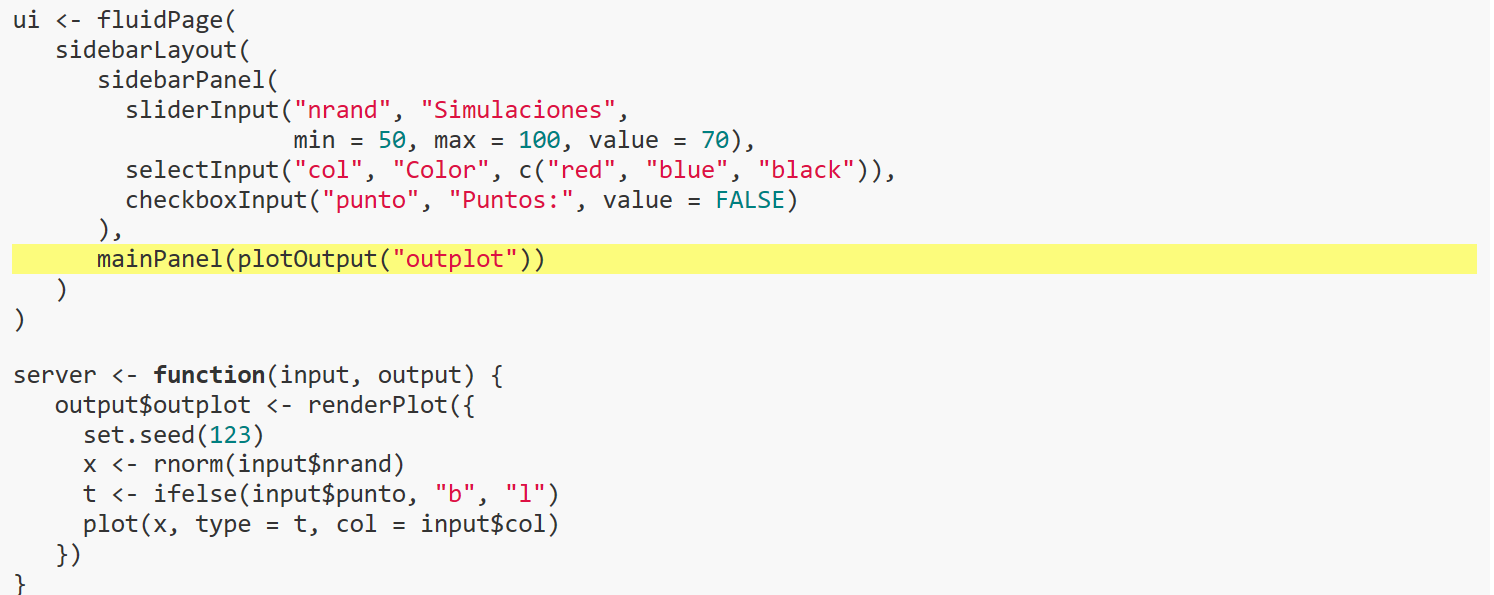 ui <- fluidPage(
   sidebarLayout(
      sidebarPanel(
        sliderInput("nrand", "Simulaciones",
                    min = 50, max = 100, value = 70),
        selectInput("col", "Color", c("red", "blue", "black")),
        checkboxInput("punto", "Puntos:", value = FALSE)
      ),
      mainPanel(plotOutput("outplot"))
   )
)

server <- function(input, output) {
   output$outplot <- renderPlot({
     set.seed(123)
     x <- rnorm(input$nrand)
     t <- ifelse(input$punto, "b", "l")
     plot(x, type = t, col = input$col)
   })
}